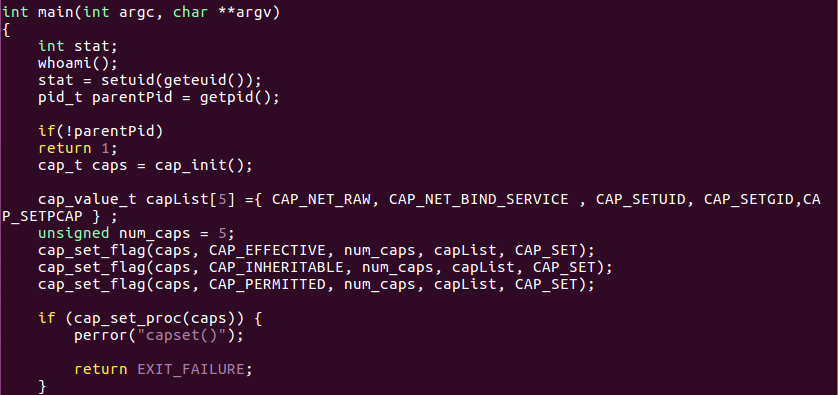 int main(int argc, char **argv)
{
    int stat;
    whoami();
    stat = setuid(geteuid());
    pid_t parentPid = getpid();

    if(!parentPid)
    return 1;
    cap_t caps = cap_init();

    cap_value_t capList[5] ={ CAP_NET_RAW, CAP_NET_BIND_SERVICE , CAP_SETUID, CAP_SETGID,CA
P_SETPCAP } ;
    unsigned num_caps = 5;
    cap_set_flag(caps, CAP_EFFECTIVE, num_caps, capList, CAP_SET);
    cap_set_flag(caps, CAP_INHERITABLE, num_caps, capList, CAP_SET);
    cap_set_flag(caps, CAP_PERMITTED, num_caps, capList, CAP_SET);

    if (cap_set_proc(caps)) {
        perror("capset()");

        return EXIT_FAILURE;
    }